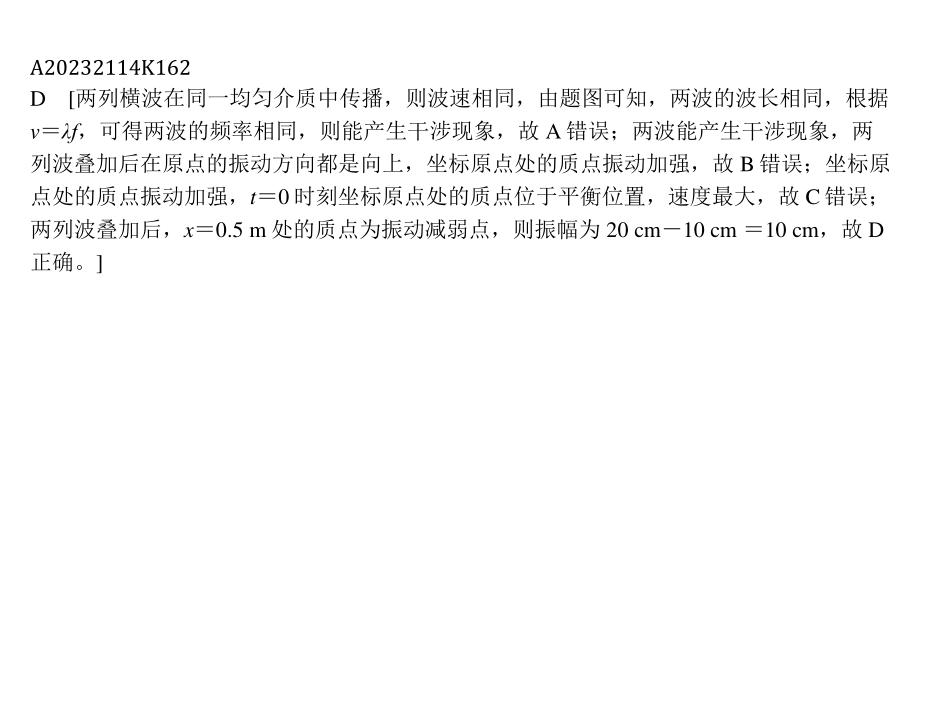 A20232114K162
D [两列横波在同一均匀介质中传播，则波速相同，由题图可知，两波的波长相同，根据
v＝λf，可得两波的频率相同，则能产生干涉现象，故 A 错误；两波能产生干涉现象，两
列波叠加后在原点的振动方向都是向上，坐标原点处的质点振动加强，故 B 错误；坐标原
点处的质点振动加强，t＝0 时刻坐标原点处的质点位于平衡位置，速度最大，故 C 错误；
两列波叠加后，x＝0.5 m 处的质点为振动减弱点，则振幅为 20 cm－10 cm ＝10 cm，故 D
正确。]